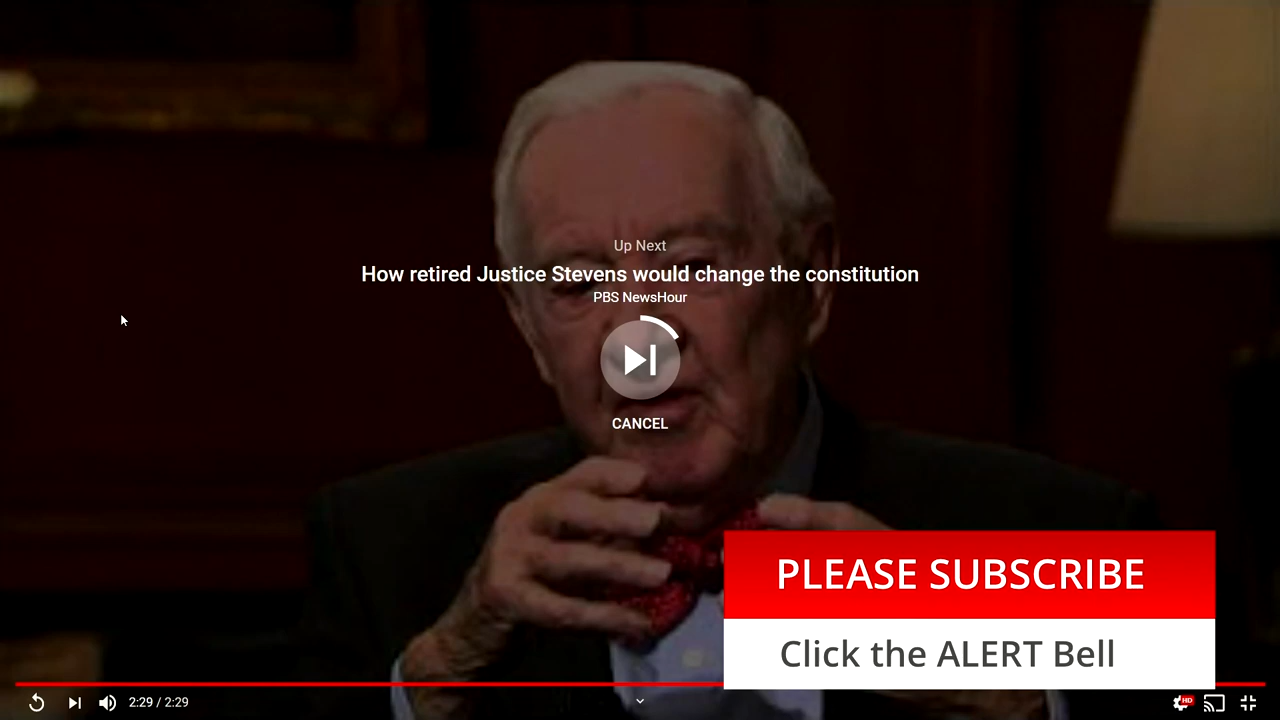 Up Next
How retired Justice Stevens would change the constitution
PBS NewsHour
CANCEL
PLEASE SUBSCRIBE
Click the ALERT Bell
2:29 / 2:29
HD